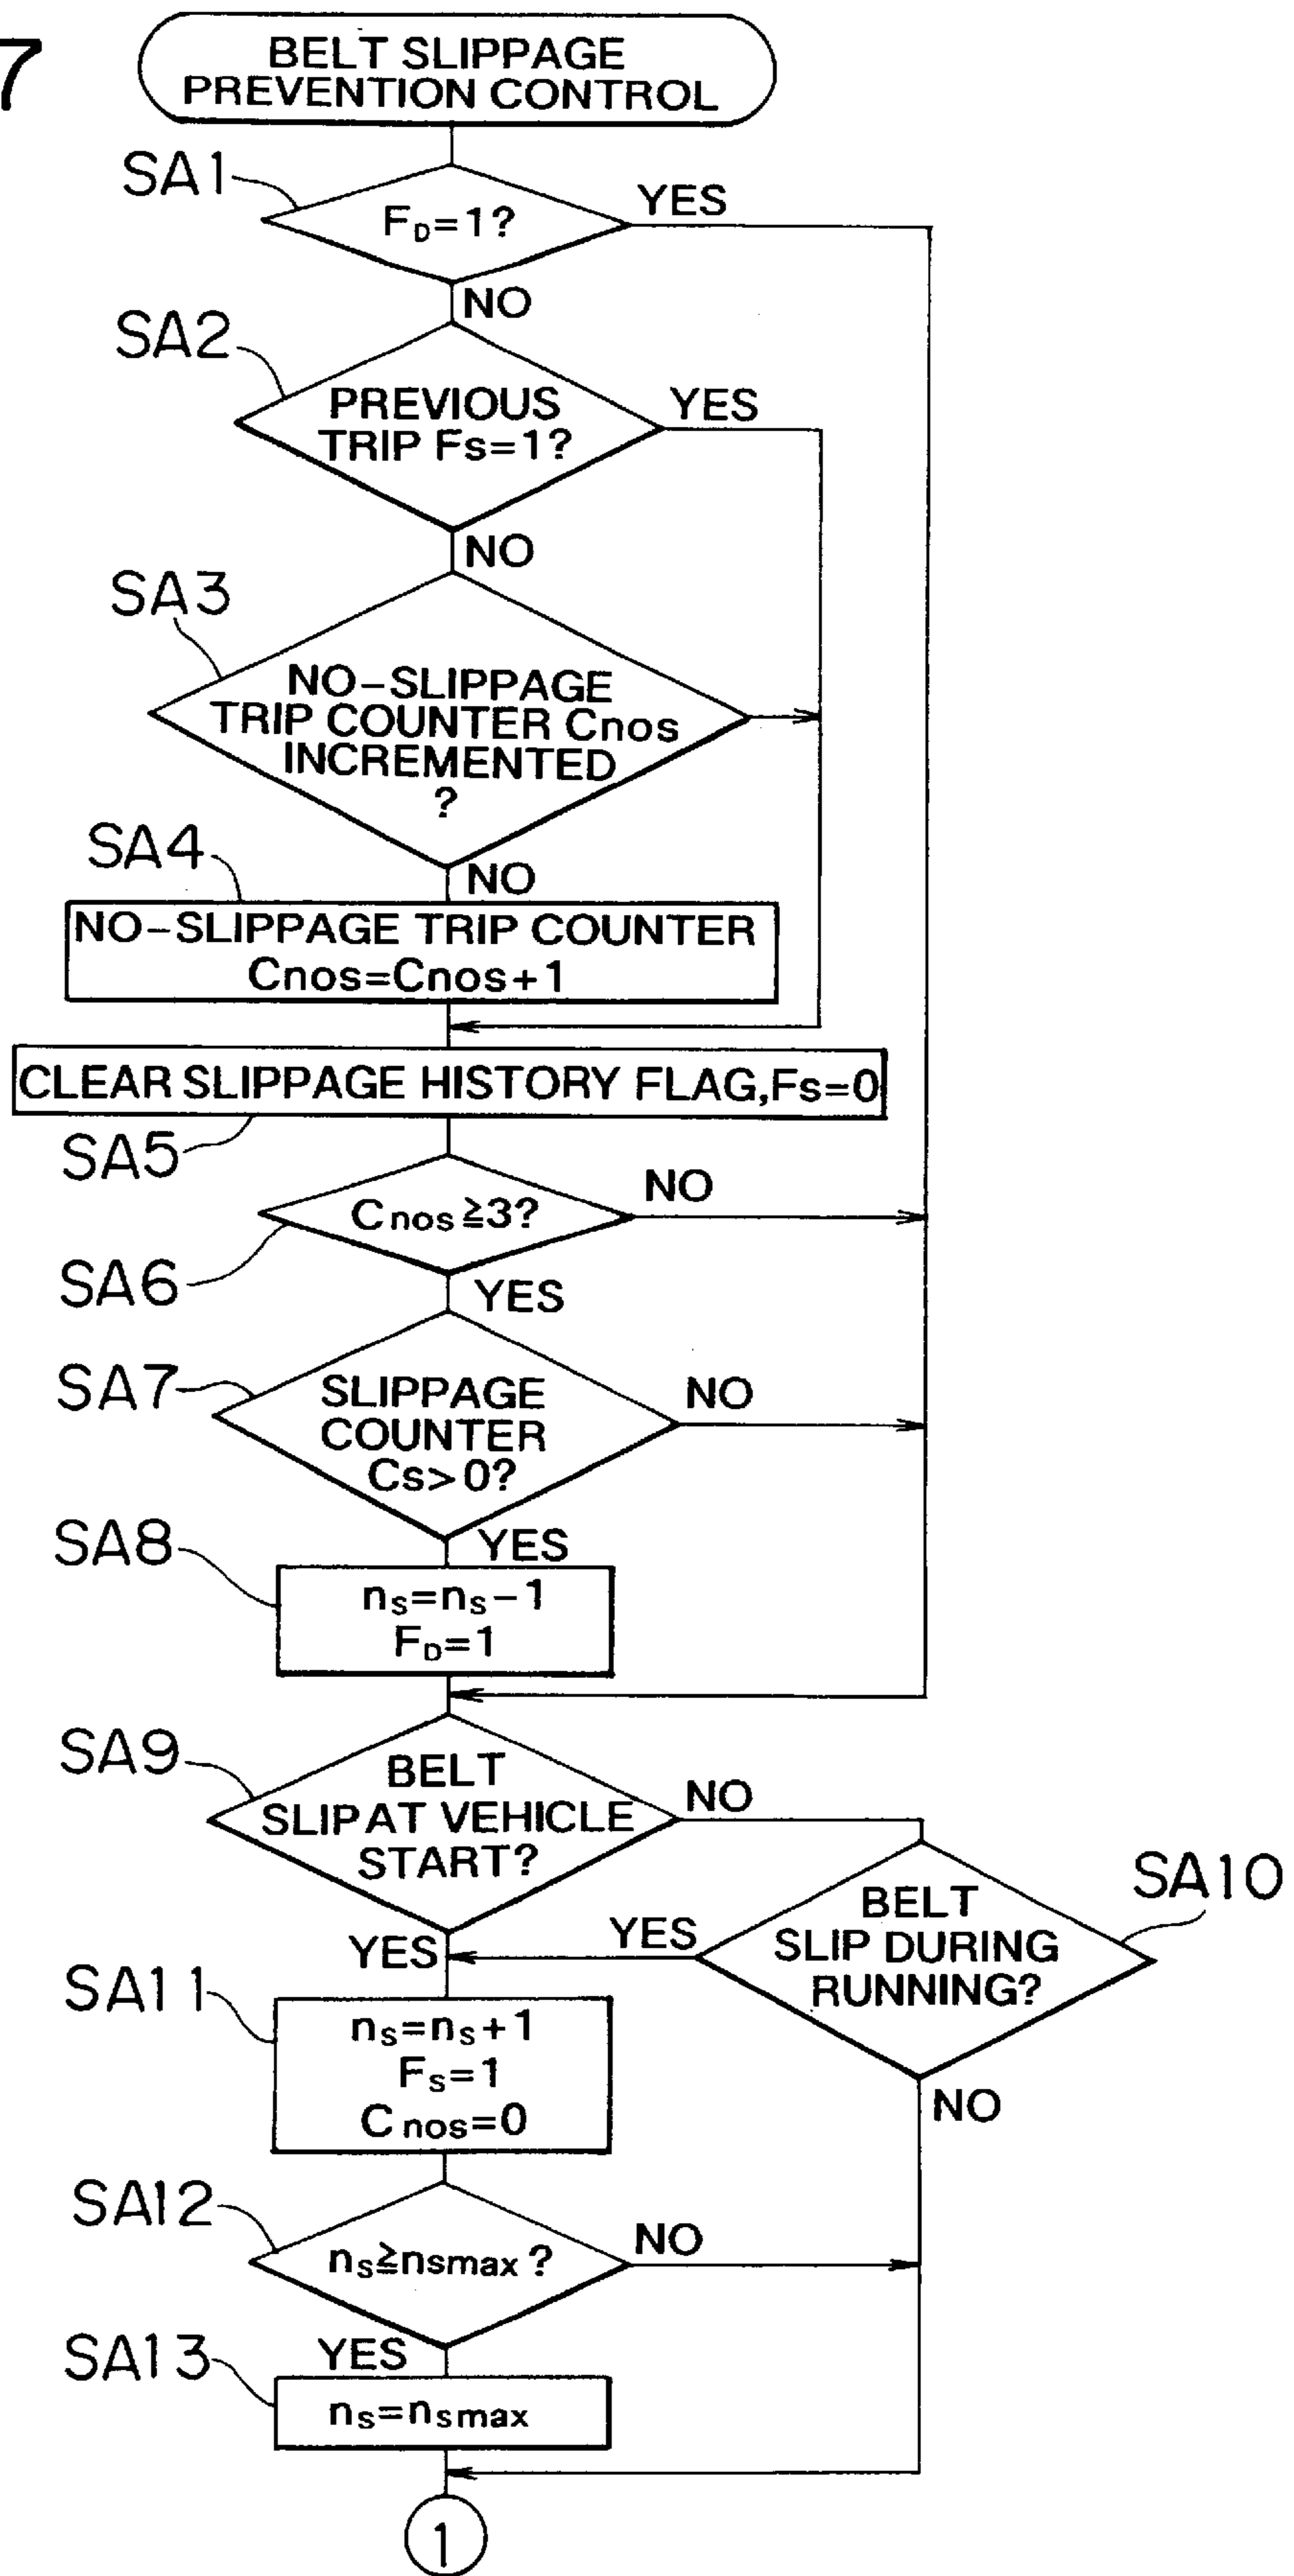 7
BELT SLIPPAGE
PREVENTION CONTROL
SA1
F_D=1?
YES
NO
SA2
PREVIOUS
TRIP Fs=1?
YES
NO
SA3
NO-SLIPPAGE
TRIP COUNTER Cnos
INCREMENTED
?
SA4
NO
NO-SLIPPAGE TRIP COUNTER
Cnos=Cnos+1
CLEAR SLIPPAGE HISTORY FLAG,Fs=0
SA5
Cnos≧3?
NO
SA6
YES
SA7
SLIPPAGE
COUNTER
Cs>0?
NO
SA8
YES
ns=ns-1
F_D=1
SA9
BELT
SLIPAT VEHICLE
START?
NO
SA10
BELT
SLIP DURING
RUNNING?
YES
YES
NO
SA11
ns=ns+1
Fs=1
Cnos=0
SA12
ns≧nsmax?
NO
SA13
YES
ns=nsmax
1